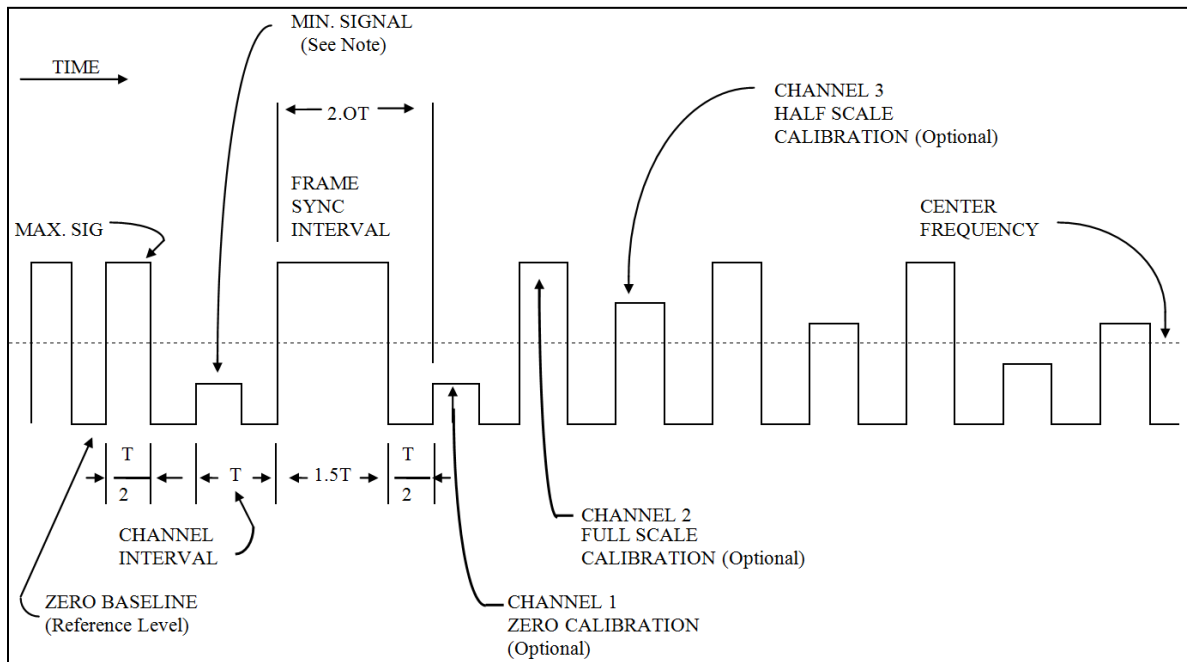 MIN. SIGNAL
(See Note)
TIME
2.OT
CHANNEL 3
HALF SCALE
CALIBRATION (Optional)
FRAME
SYNC
INTERVAL
MAX. SIG
CENTER
FREQUENCY
T
2
T
1.5T
T
2
CHANNEL
INTERVAL
CHANNEL 2
FULL SCALE
CALIBRATION (Optional)
ZERO BASELINE
(Reference Level)
CHANNEL 1
ZERO CALIBRATION
(Optional)